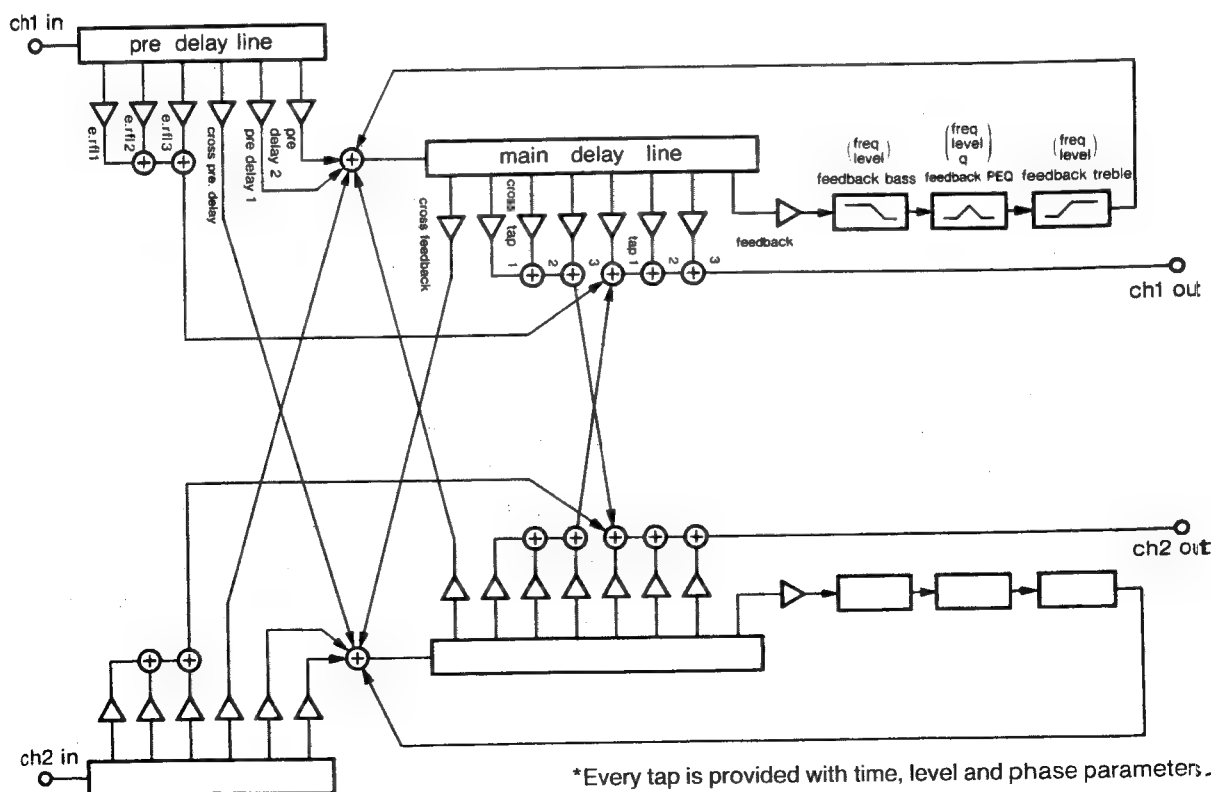 ch1 in
pre delay line
e.rfl1
e.rfl2
e.rfl3
cross pre. delay
pre delay 1
delay 2
pre
main delay line
cross feedback
cross tap
1
2
3
tap 1
2
3
feedback
(freq level)
feedback bass
(freq level q)
feedback PEQ
(freq level)
feedback treble
ch1 out
ch2 out
ch2 in
*Every tap is provided with time, level and phase parameters.